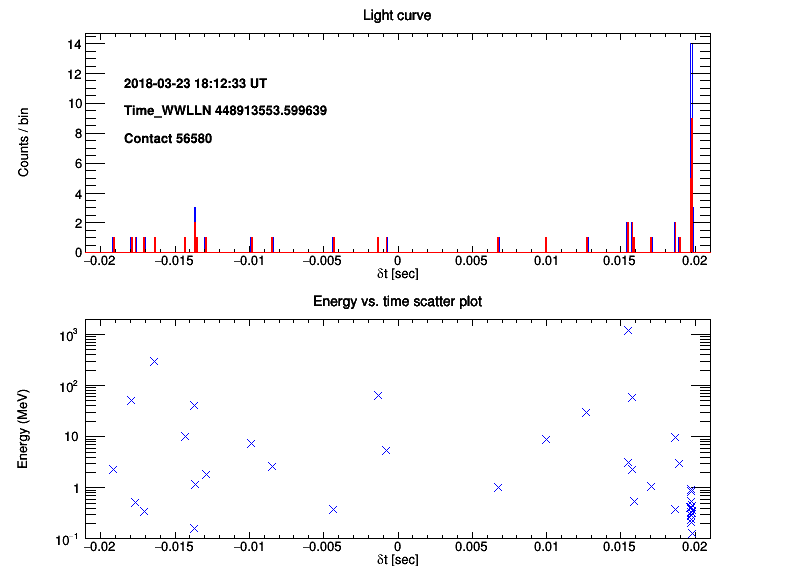 Light curve
Counts / bin
14
12
10
8
6
4
2
0
2018-03-23 18:12:33 UT
Time_WWLLN 448913553.599639
Contact 56580
−0.02 −0.015 −0.01 −0.005 0 0.005 0.01 0.015 0.02
δt [sec]
Energy vs. time scatter plot
Energy (MeV)
10³
10²
10
1
10⁻¹
−0.02 −0.015 −0.01 −0.005 0 0.005 0.01 0.015 0.02
δt [sec]